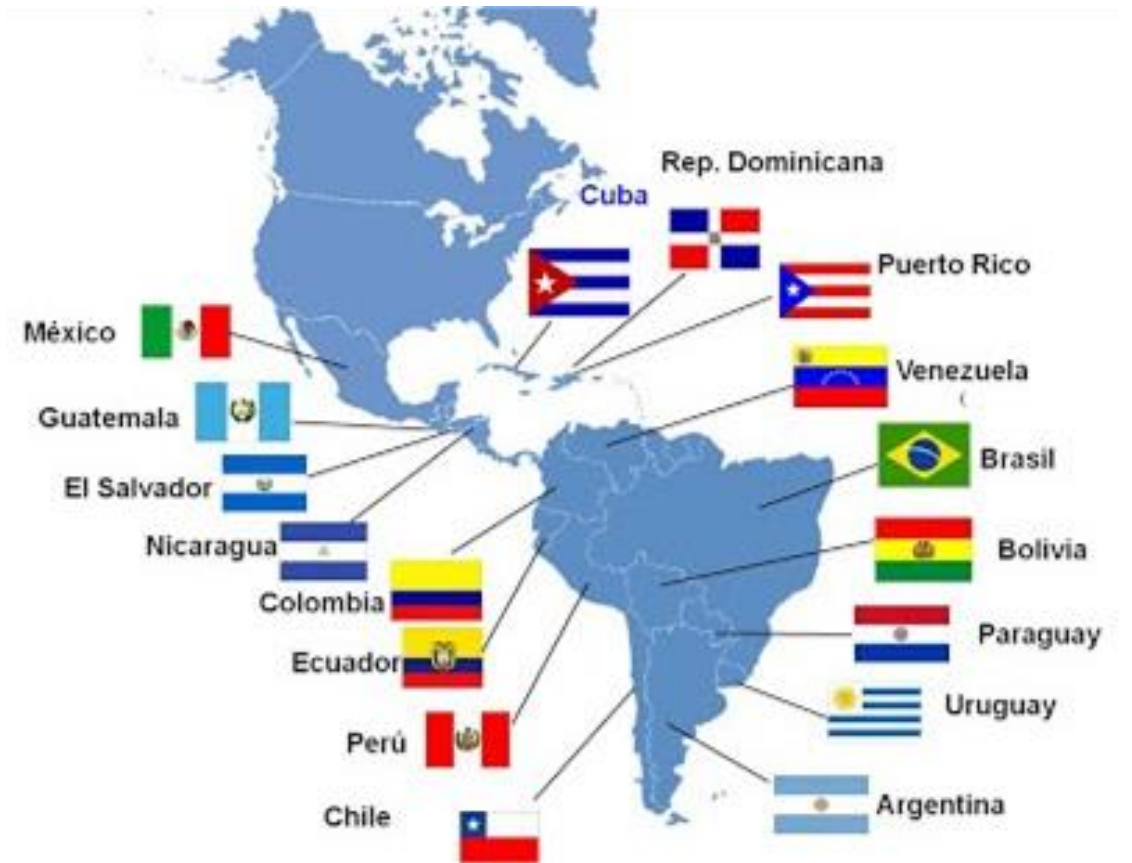 Rep. Dominicana
Cuba
Puerto Rico
México
Venezuela
Guatemala
Brasil
El Salvador
Nicaragua
Bolivia
Colombia
Paraguay
Ecuador
Uruguay
Perú
Chile
Argentina